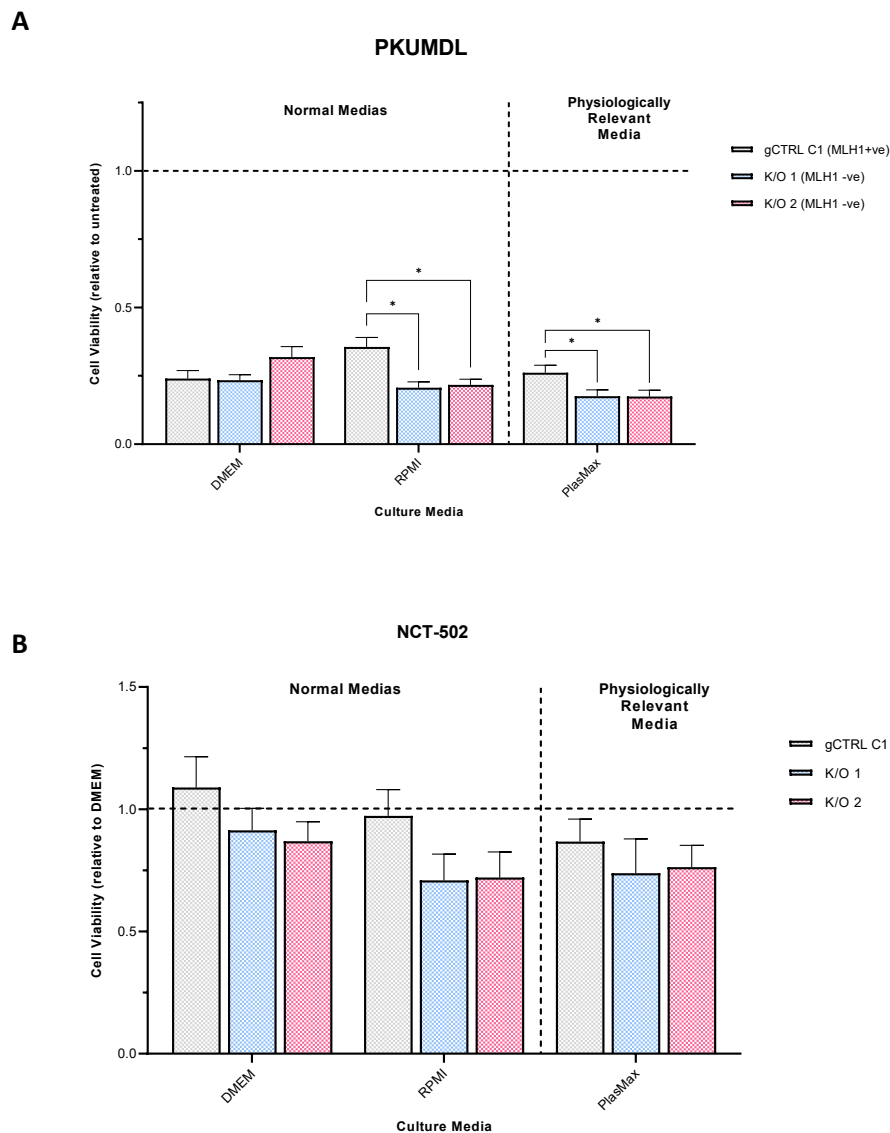 A
PKUMDL
Normal Medias
Physiologically
Relevant
Media
gCTRL C1 (MLH1+ve)
K/O 1 (MLH1 -ve)
K/O 2 (MLH1 -ve)
Cell Viability (relative to untreated)
1.0
0.5
0.0
*
*
*
*
DMEM
RPMI
PlasMax
Culture Media
B
NCT-502
Normal Medias
Physiologically
Relevant
Media
gCTRL C1
K/O 1
K/O 2
Cell Viability (relative to DMEM)
1.5
1.0
0.5
0.0
DMEM
RPMI
PlasMax
Culture Media